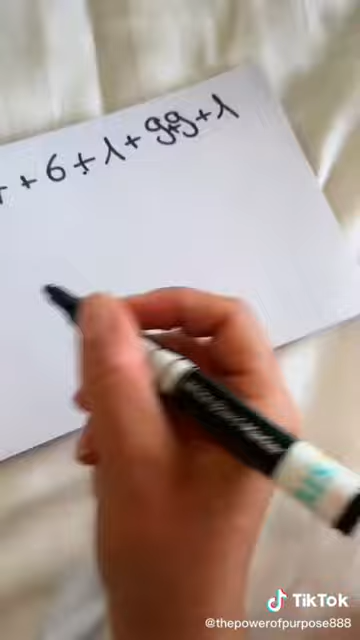 + 6 + 1 + 99 + 1
TikTok
@thepowerofpurpose888